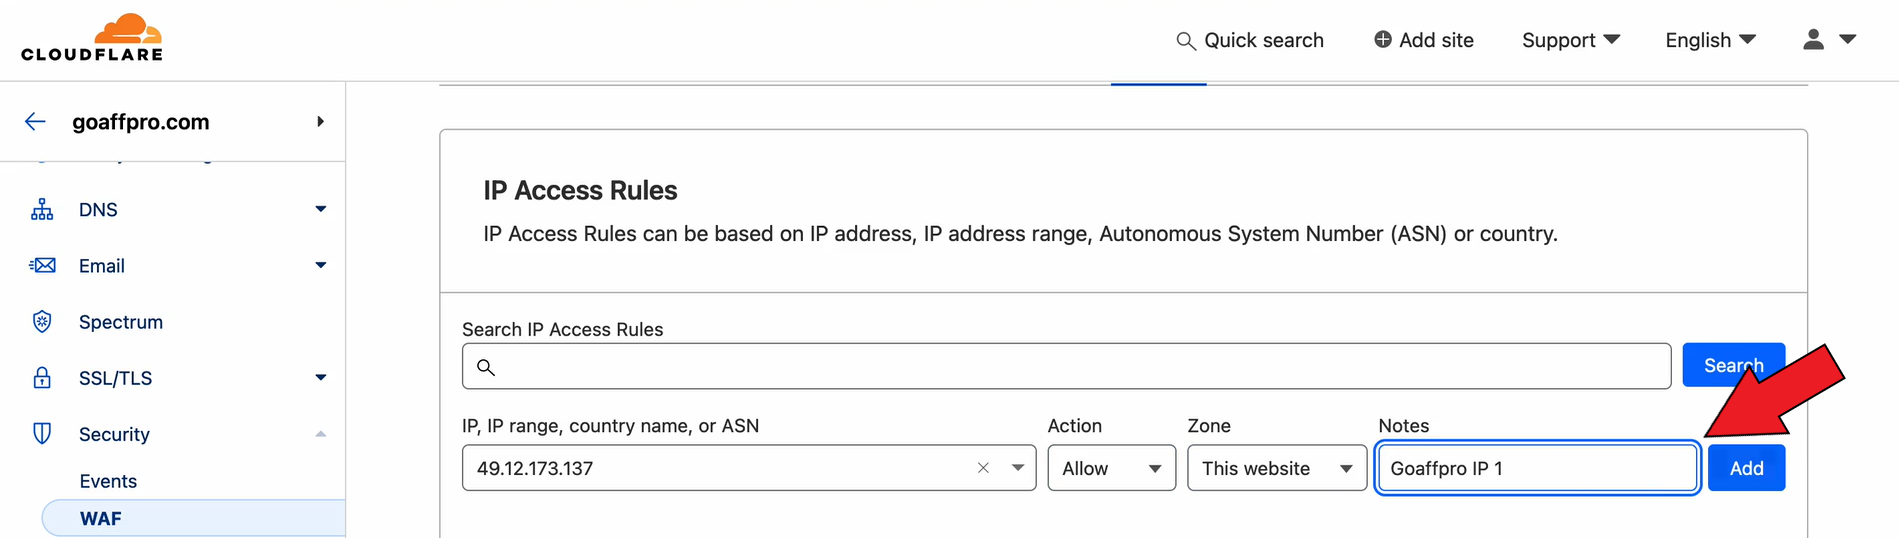 CLOUDFLARE
Quick search
Add site
Support
English
goaffpro.com
DNS
Email
Spectrum
SSL/TLS
Security
Events
WAF
IP Access Rules
IP Access Rules can be based on IP address, IP address range, Autonomous System Number (ASN) or country.
Search IP Access Rules
Search
IP, IP range, country name, or ASN
Action
Zone
Notes
49.12.173.137
Allow
This website
Goaffpro IP 1
Add